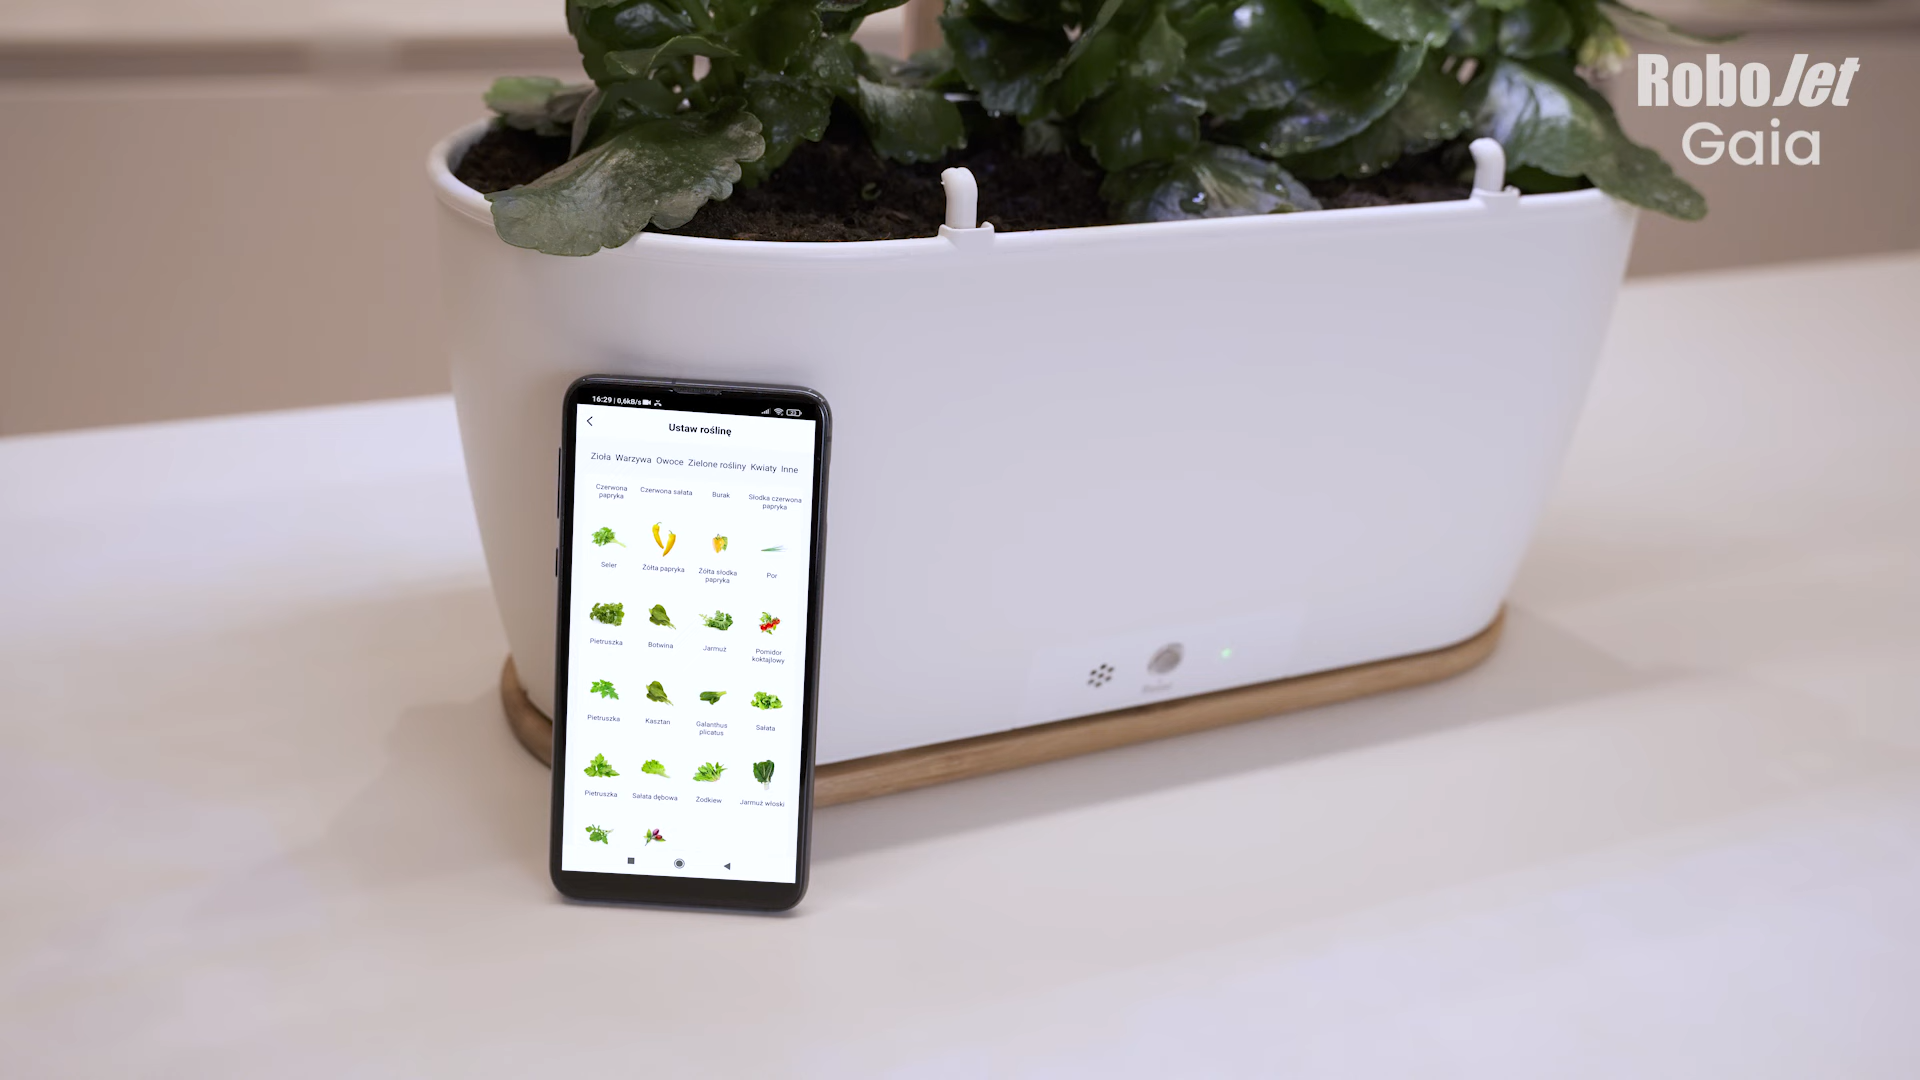 RoboJet
Gaia
16:29 | 0,6kB/s
Ustaw roślinę
Zioła Warzywa Owoce Zielone rośliny Kwiaty Inne
Czerwona papryka
Czerwona sałata
Burak
Słodka czerwona papryka
Seler
Żółta papryka
Żółta słodka papryka
Por
Pietruszka
Botwina
Jarmuż
Pomidor koktajlowy
Pietruszka
Kasztan
Galanthus plicatus
Sałata
Pietruszka
Sałata dębowa
Żodkiew
Jarmuż włoski